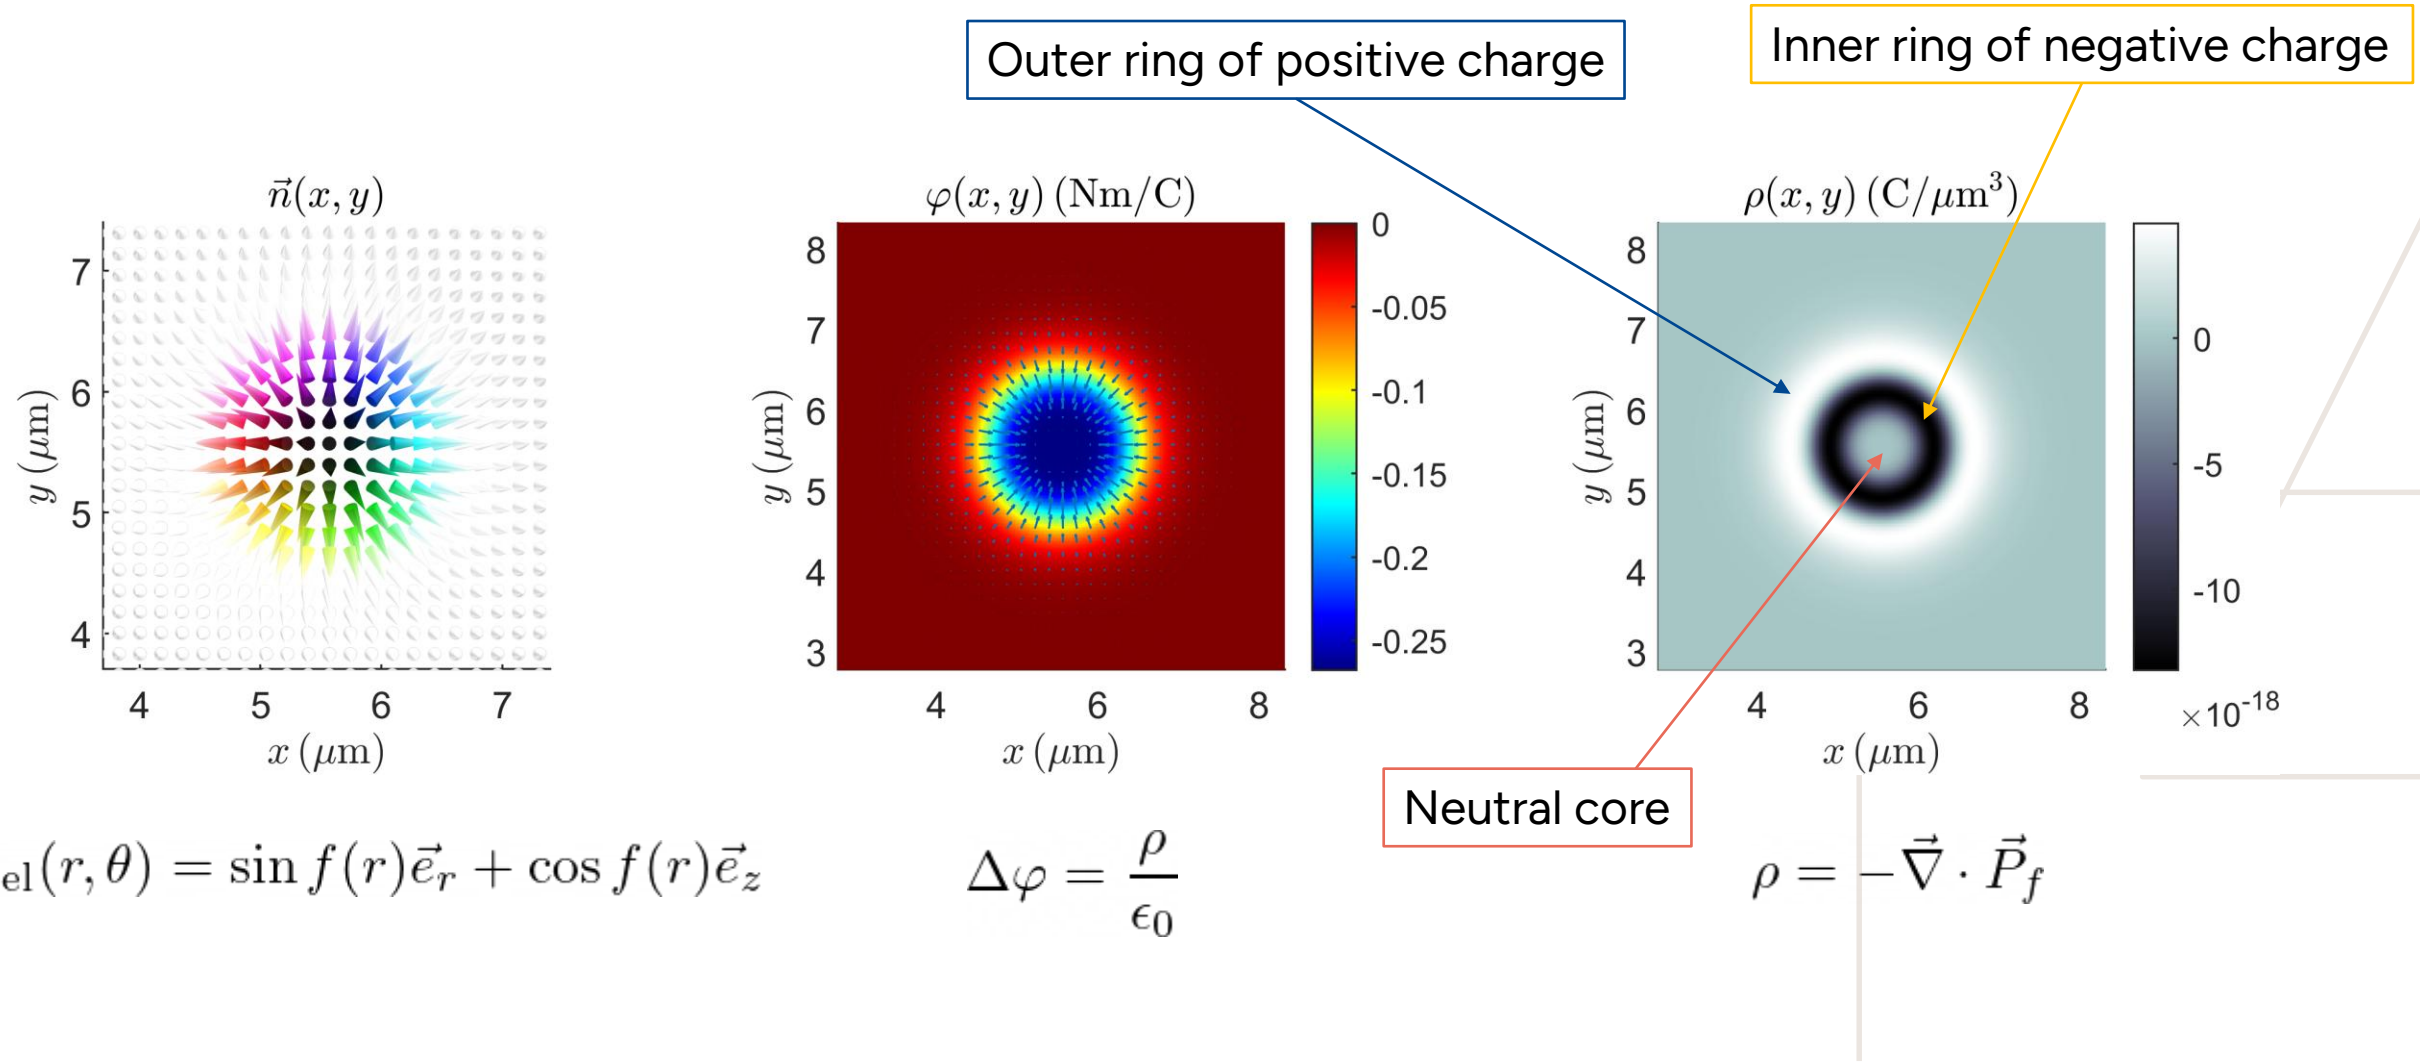 Outer ring of positive charge
Inner ring of negative charge
n⃗(x, y)
7
6
5
4
y (μm)
4 5 6 7
x (μm)
φ(x, y) (Nm/C)
8
7
6
5
4
3
y (μm)
4 6 8
x (μm)
0
-0.05
-0.1
-0.15
-0.2
-0.25
ρ(x, y) (C/μm³)
8
7
6
5
4
3
y (μm)
4 6 8
x (μm)
0
-5
-10
×10⁻¹⁸
Neutral core
el(r, θ) = sin f(r)e⃗_r + cos f(r)e⃗_z
Δφ = ρ/ϵ₀
ρ = −∇⃗ · P⃗_f